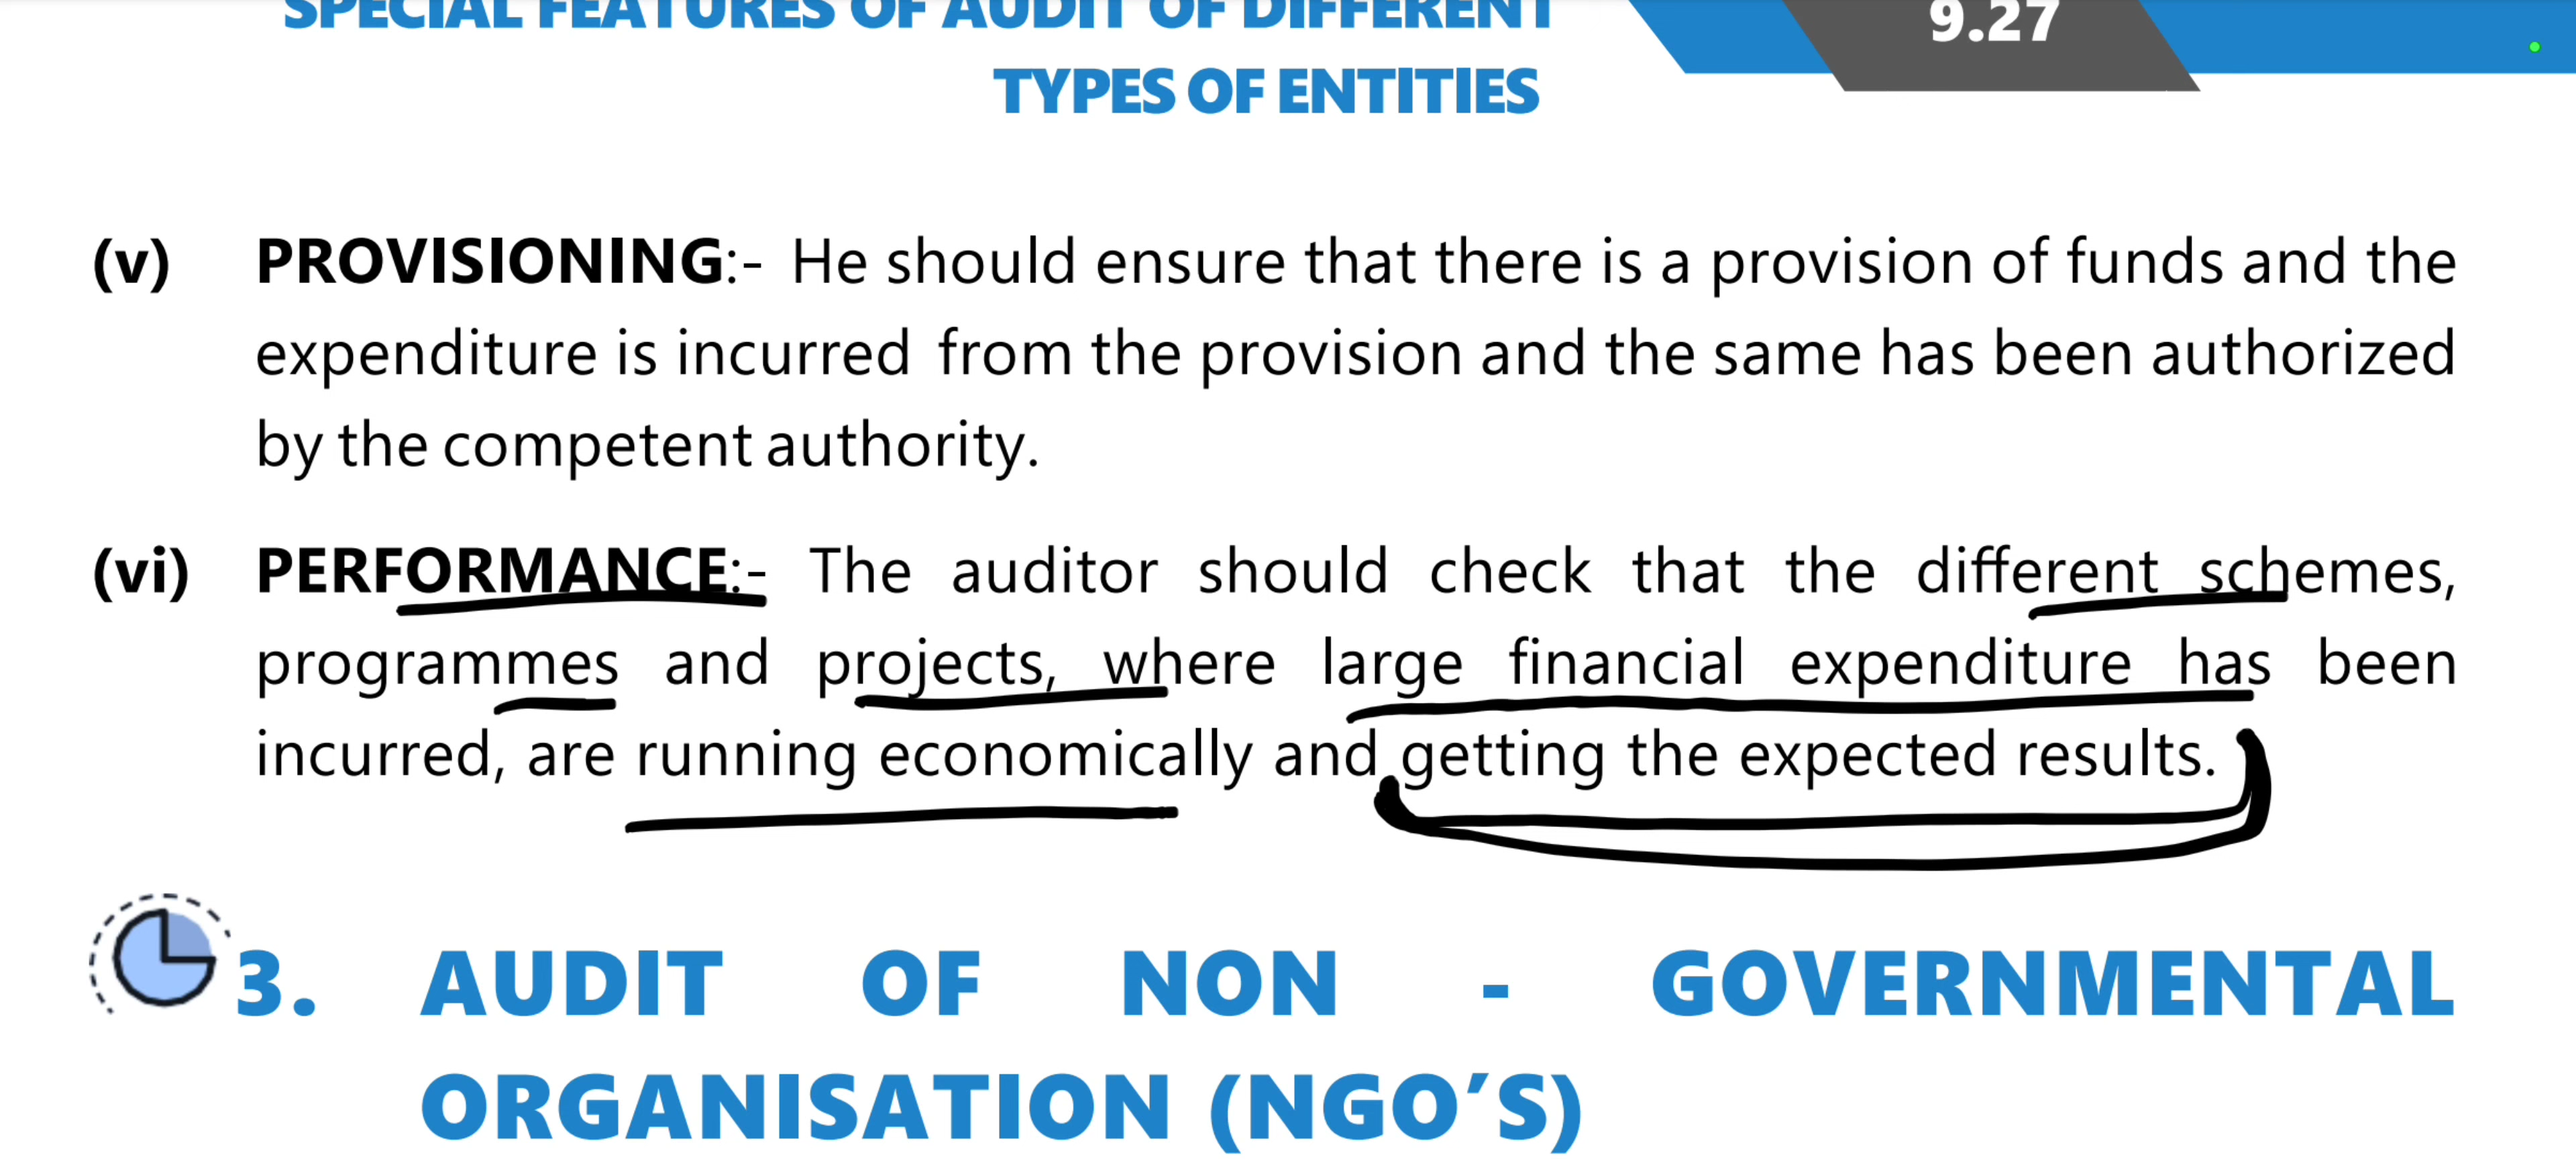 SPECIAL FEATURES OF AUDIT OF DIFFERENT
TYPES OF ENTITIES
9.27
(v) PROVISIONING:- He should ensure that there is a provision of funds and the
expenditure is incurred from the provision and the same has been authorized
by the competent authority.
(vi) PERFORMANCE:- The auditor should check that the different schemes,
programmes and projects, where large financial expenditure has been
incurred, are running economically and getting the expected results.
3. AUDIT OF NON - GOVERNMENTAL
ORGANISATION (NGO'S)